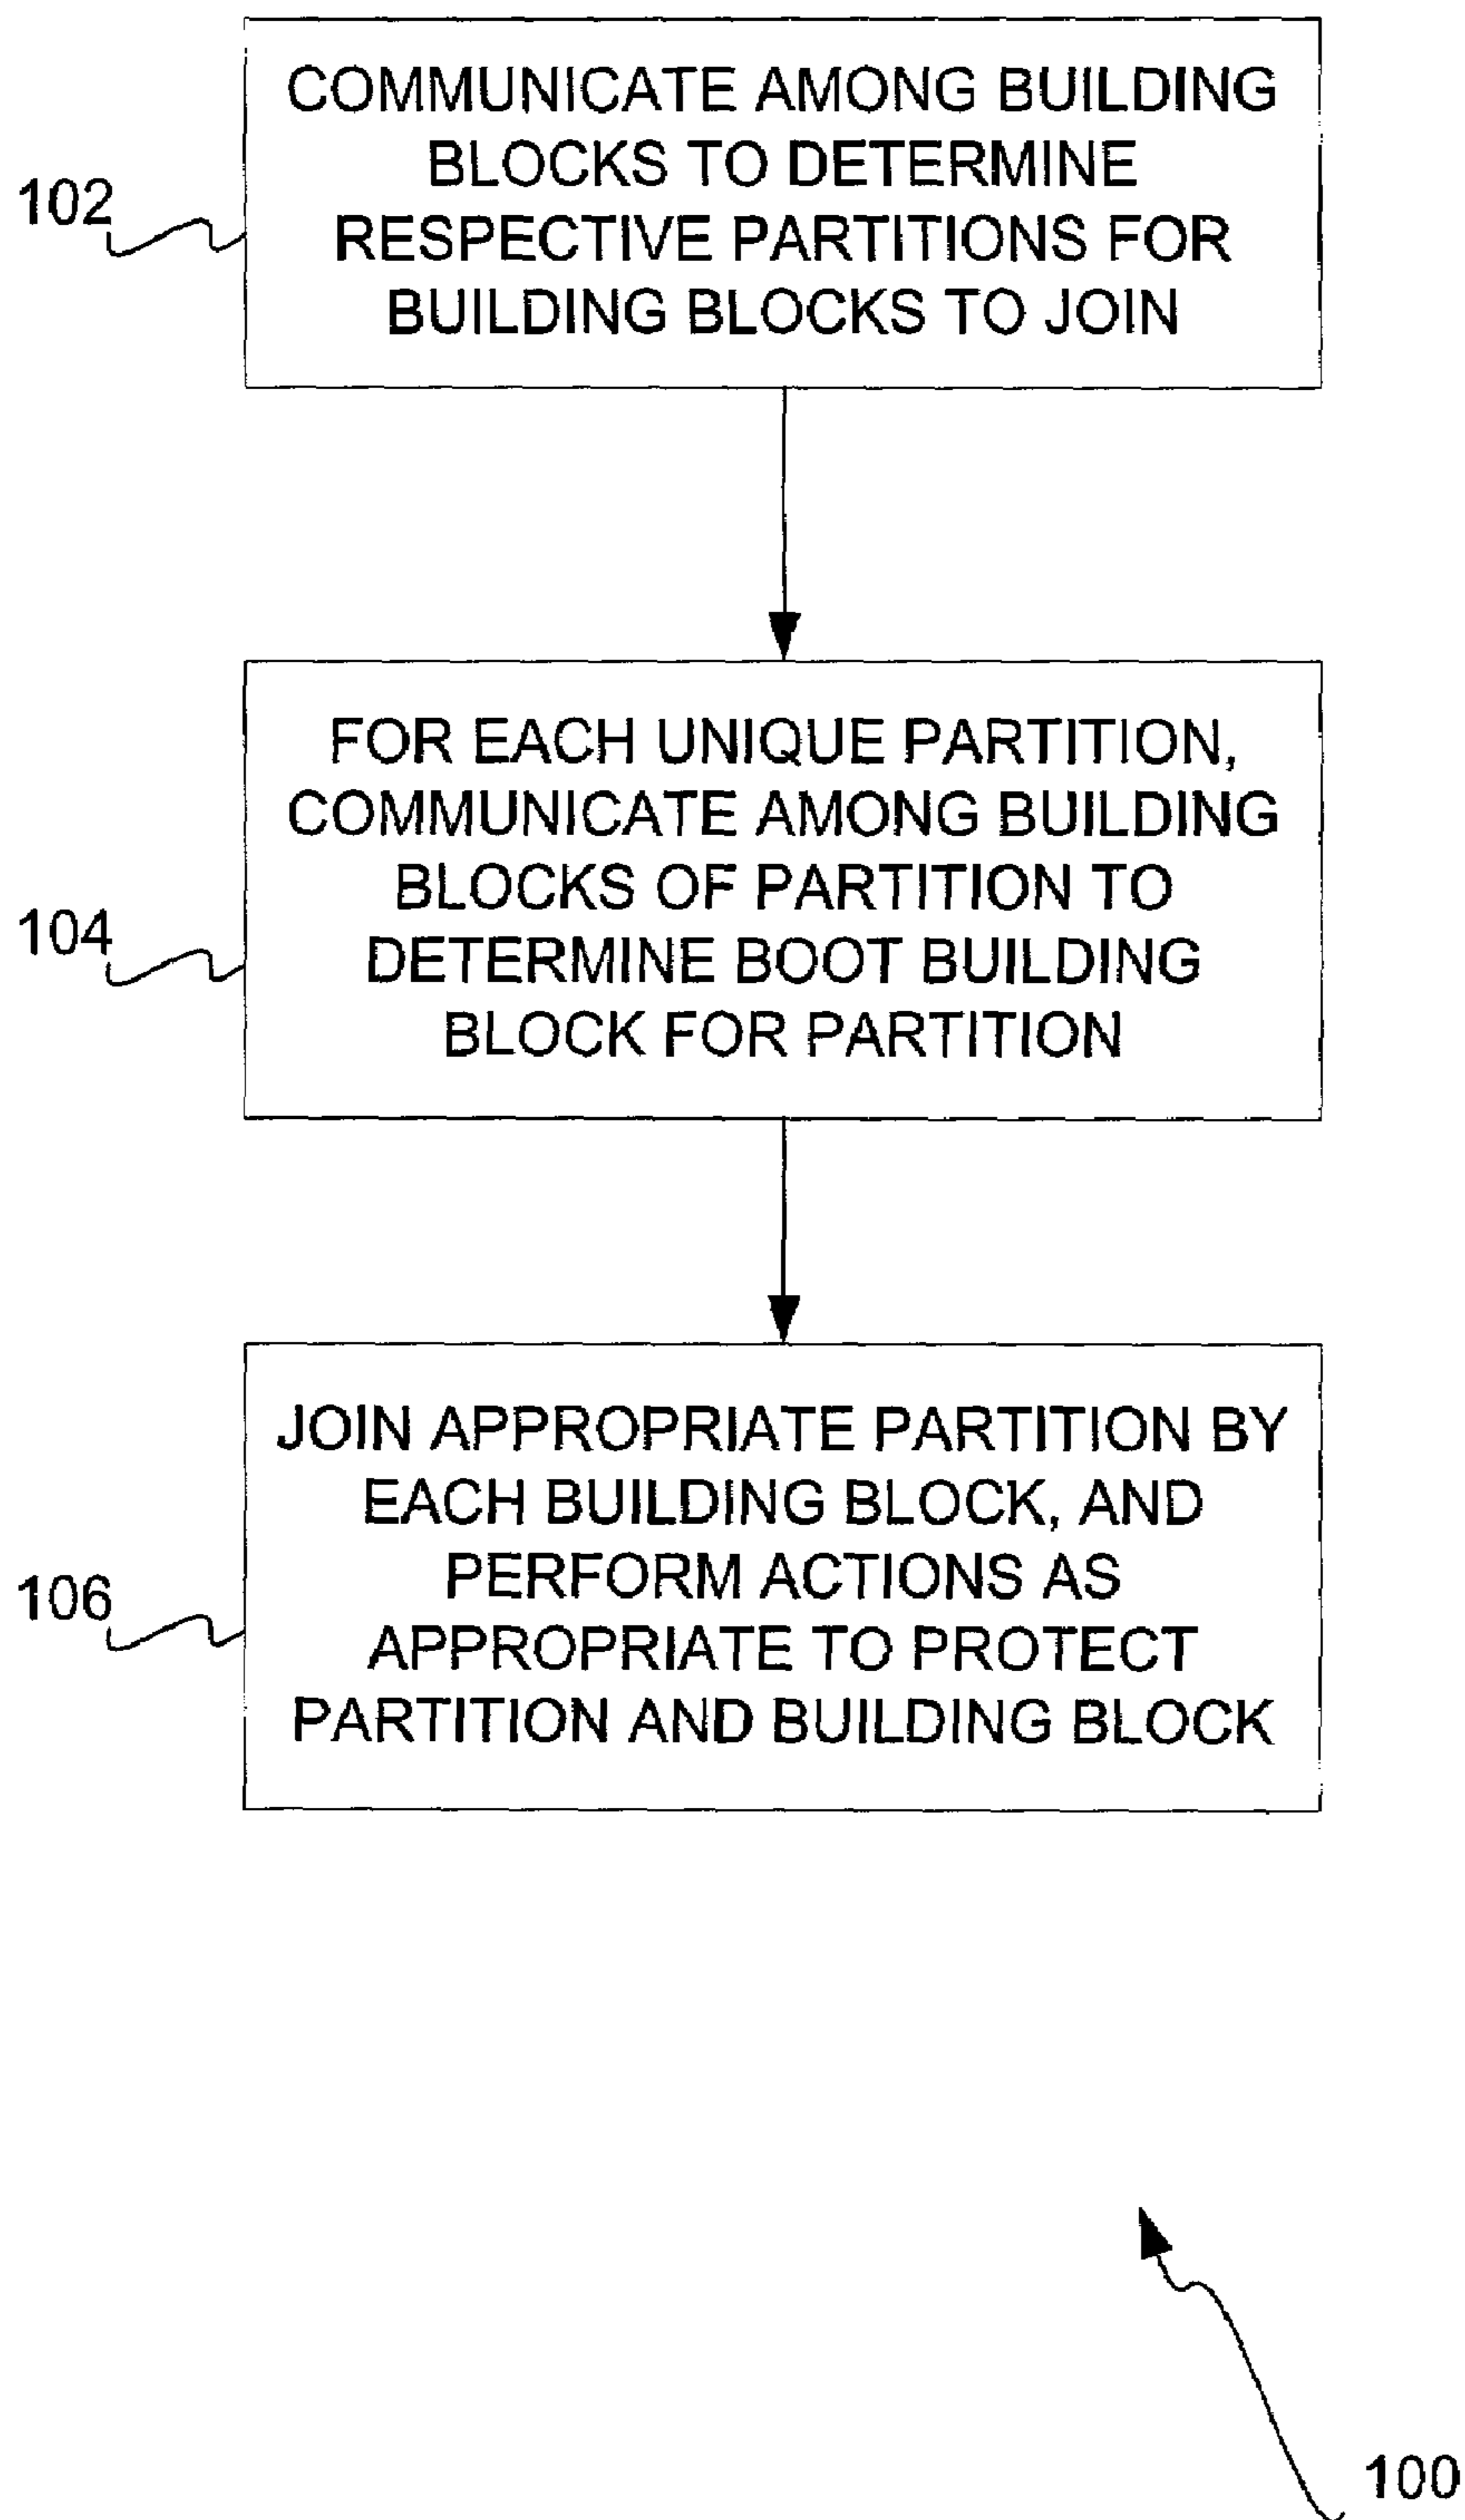 COMMUNICATE AMONG BUILDING
BLOCKS TO DETERMINE
RESPECTIVE PARTITIONS FOR
BUILDING BLOCKS TO JOIN
102
FOR EACH UNIQUE PARTITION,
COMMUNICATE AMONG BUILDING
BLOCKS OF PARTITION TO
DETERMINE BOOT BUILDING
BLOCK FOR PARTITION
104
JOIN APPROPRIATE PARTITION BY
EACH BUILDING BLOCK, AND
PERFORM ACTIONS AS
APPROPRIATE TO PROTECT
PARTITION AND BUILDING BLOCK
106
100